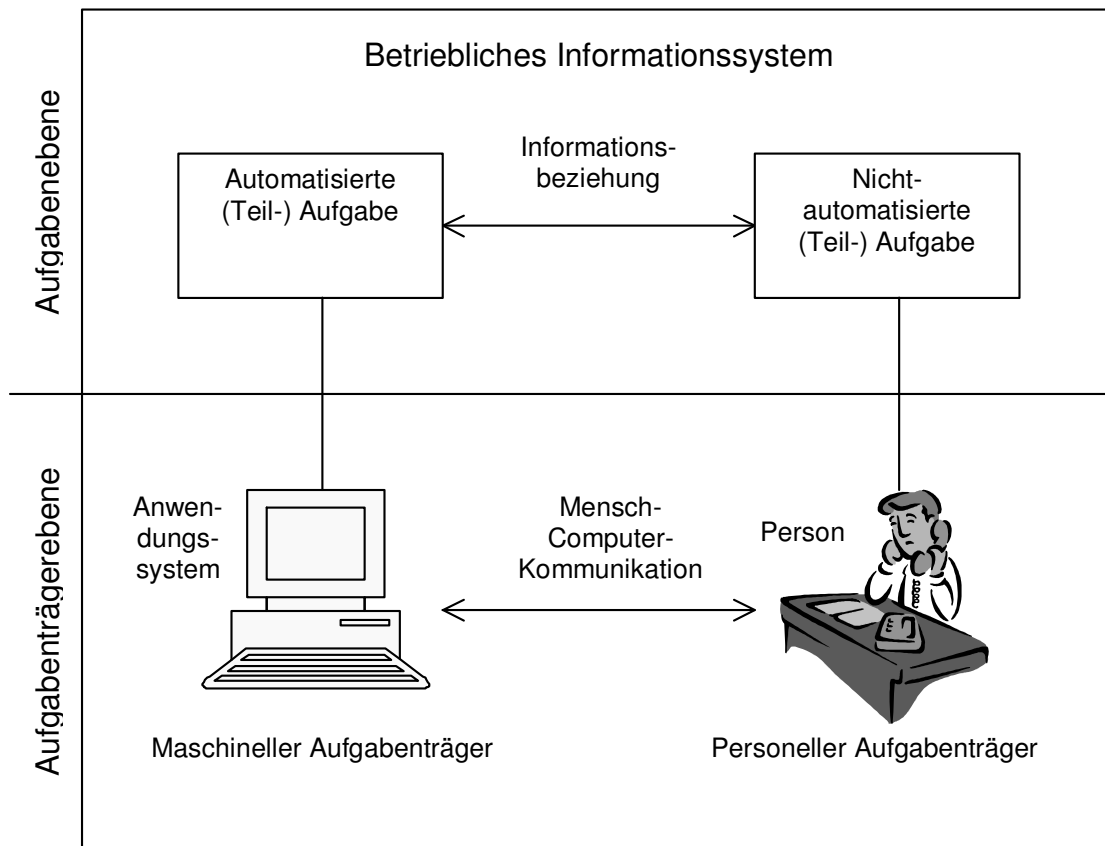 Betriebliches Informationssystem
Aufgabenebene
Informations-
beziehung
Automatisierte
(Teil-) Aufgabe
Nicht-
automatisierte
(Teil-) Aufgabe
Aufgabenträgerebene
Anwen-
dungs-
system
Mensch-
Computer-
Kommunikation
Person
Maschineller Aufgabenträger
Personeller Aufgabenträger